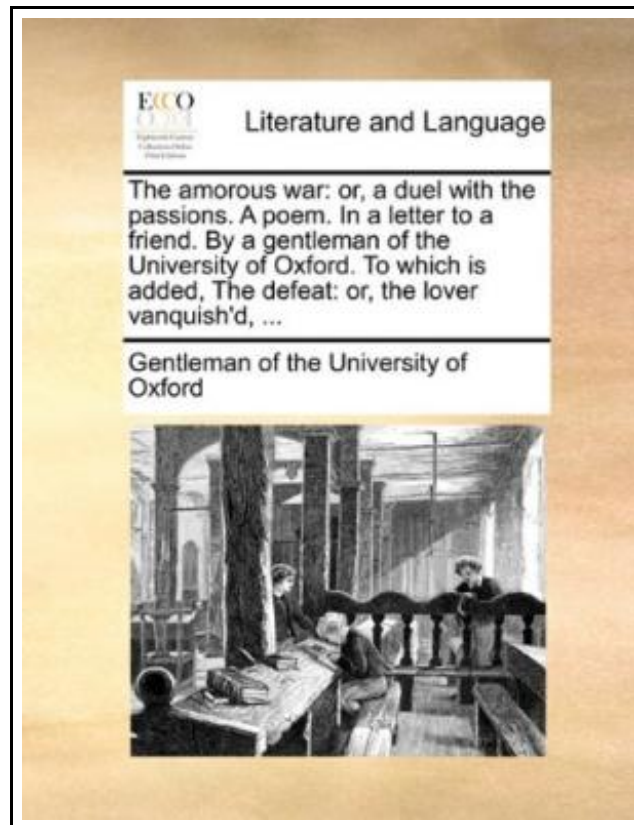 ECCO
Literature and Language
The amorous war: or, a duel with the
passions. A poem. In a letter to a
friend. By a gentleman of the
University of Oxford. To which is
added, The defeat: or, the lover
vanquish'd, ...
Gentleman of the University of
Oxford